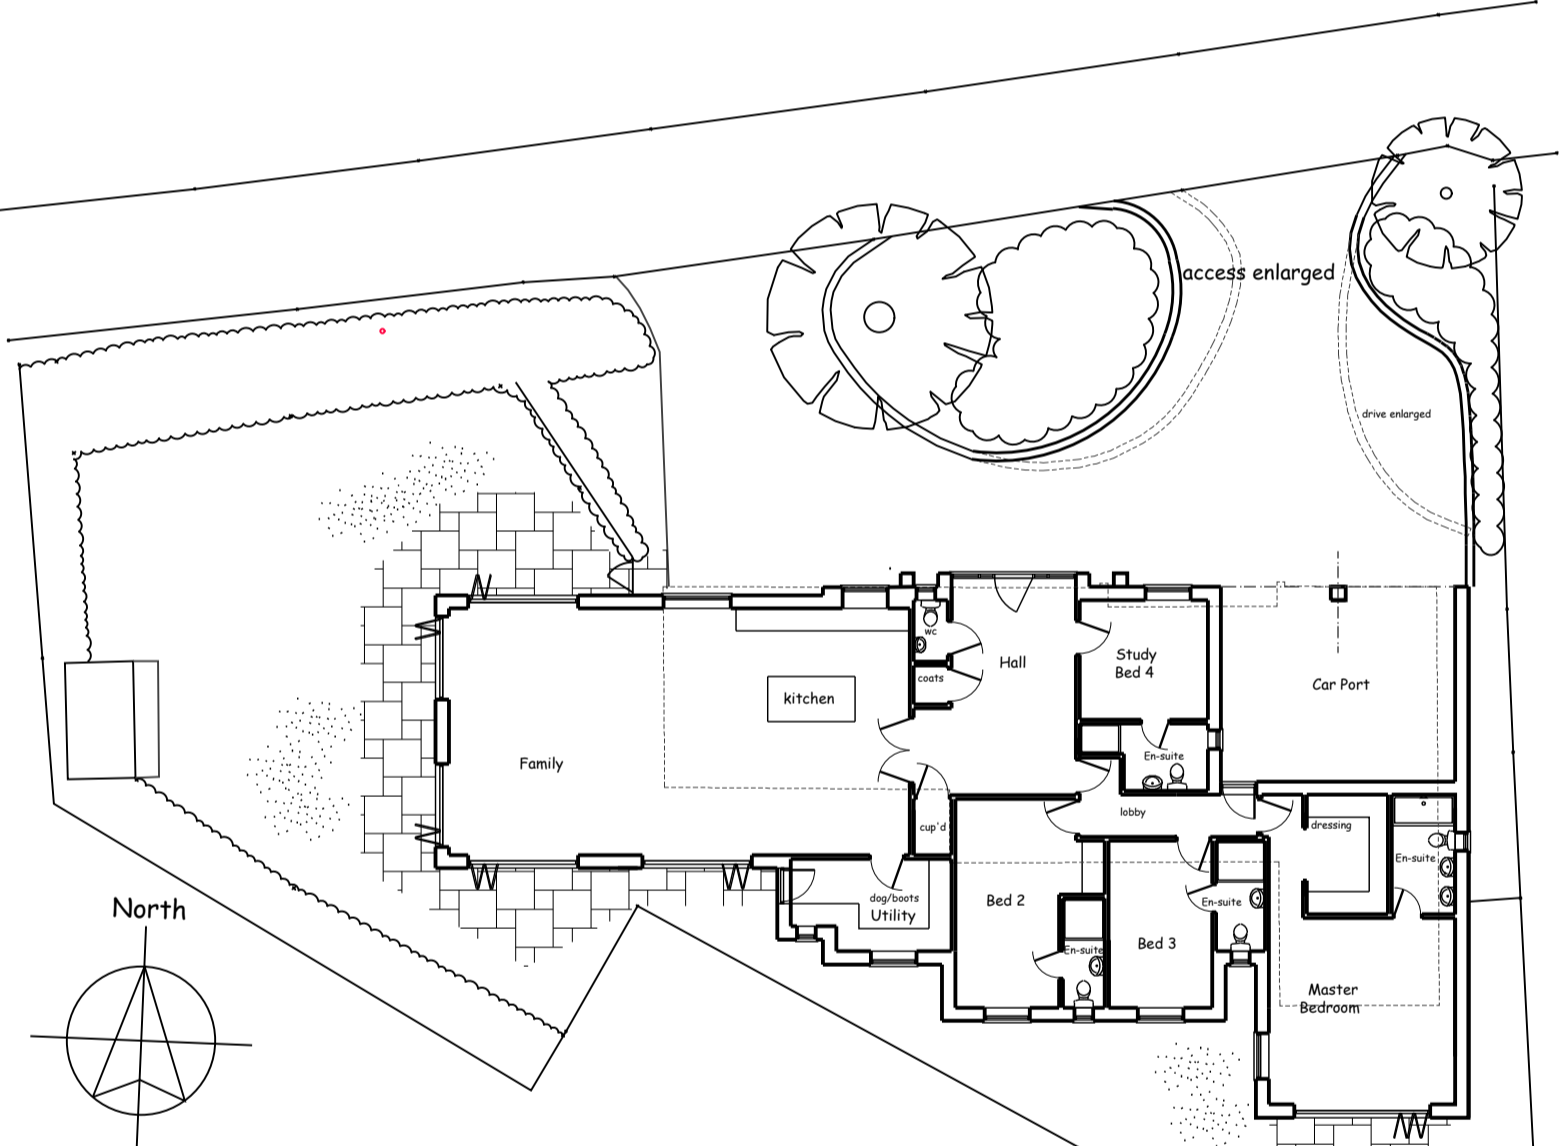 access enlarged
drive enlarged
wc
Hall
Study
Bed 4
coats
Car Port
kitchen
Family
En-suite
lobby
cup'd
dressing
En-suite
dog/boots
Utility
Bed 2
En-suite
Bed 3
En-suite
Master
Bedroom
North